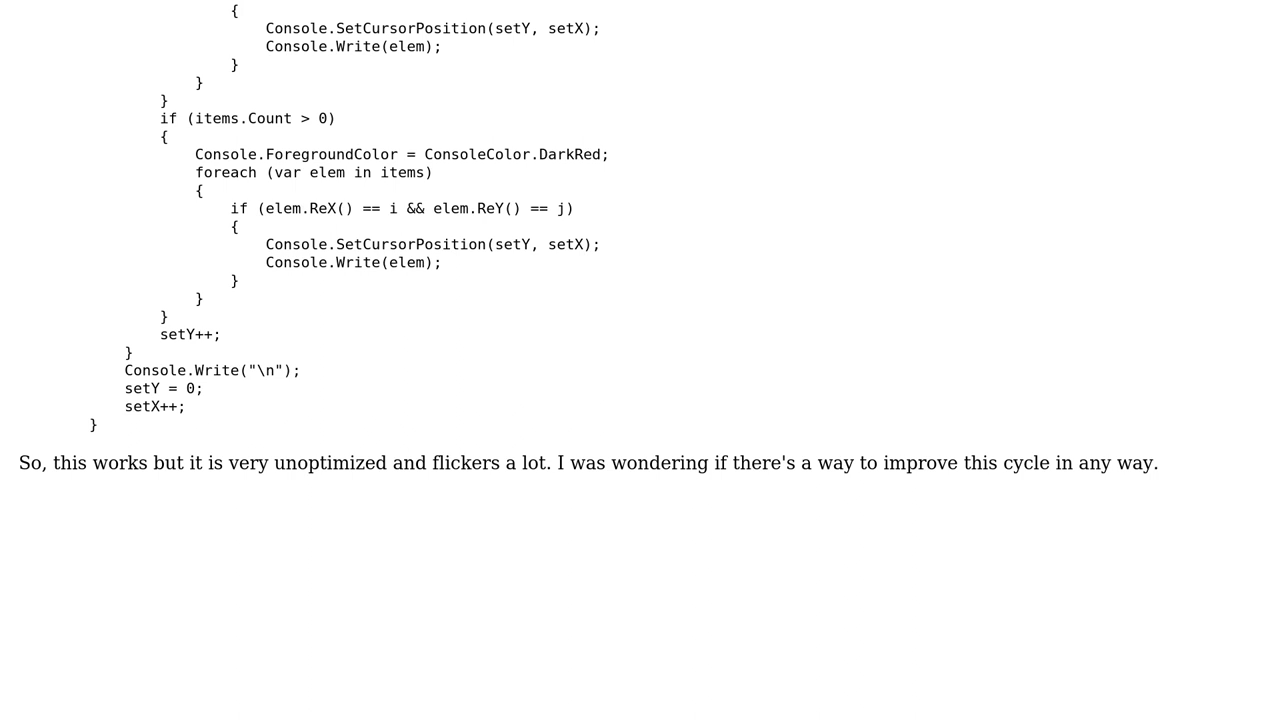 {
Console.SetCursorPosition(setY, setX);
Console.Write(elem);
}
}
}
if (items.Count > 0)
{
Console.ForegroundColor = ConsoleColor.DarkRed;
foreach (var elem in items)
{
if (elem.ReX() == i && elem.ReY() == j)
{
Console.SetCursorPosition(setY, setX);
Console.Write(elem);
}
}
}
setY++;
}
Console.Write("\n");
setY = 0;
setX++;
}
So, this works but it is very unoptimized and flickers a lot. I was wondering if there's a way to improve this cycle in any way.